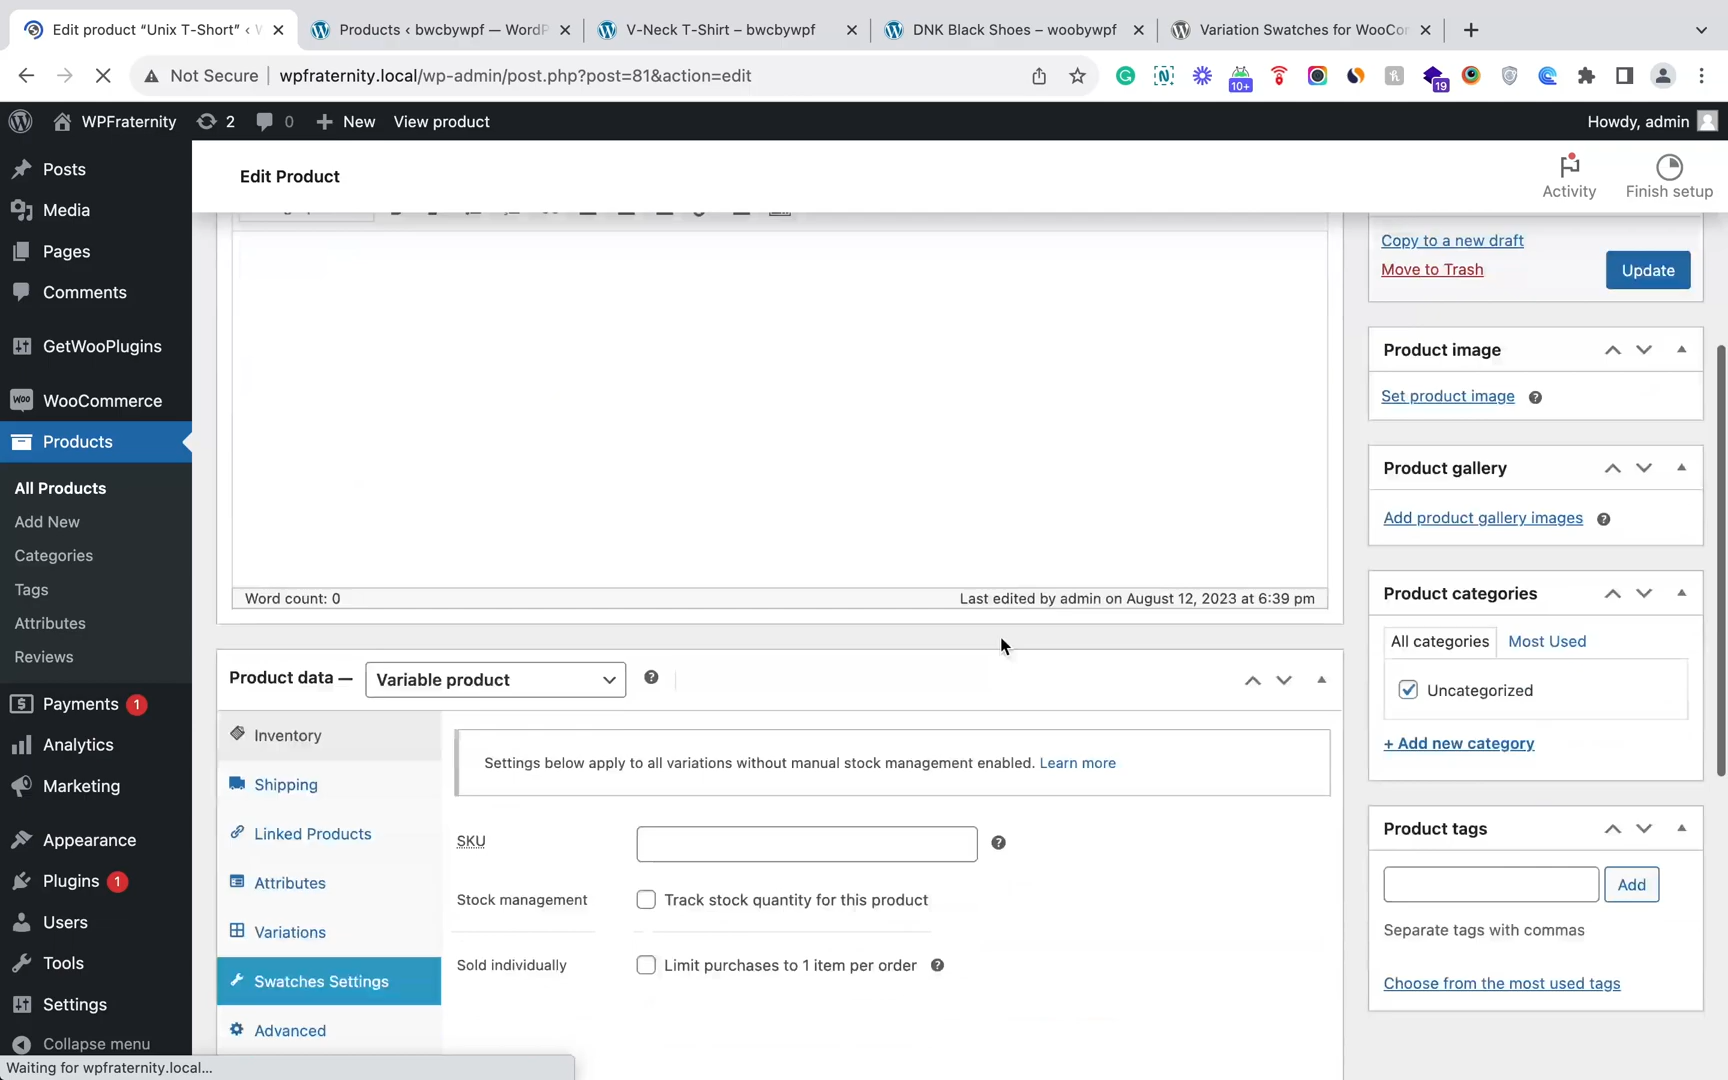 Edit product “Unix T-Short” ‹ W
Products ‹ bwcbywpf — WordP
V-Neck T-Shirt – bwcbywpf
DNK Black Shoes – woobywpf
Variation Swatches for WooCor
Not Secure
wpfraternity.local/wp-admin/post.php?post=81&action=edit
10+
19
WPFraternity
2
0
New
View product
Howdy, admin
Posts
Media
Pages
Comments
GetWooPlugins
WooCommerce
Products
All Products
Add New
Categories
Tags
Attributes
Reviews
Payments 1
Analytics
Marketing
Appearance
Plugins 1
Users
Tools
Settings
Collapse menu
Waiting for wpfraternity.local...
Edit Product
Activity
Finish setup
Word count: 0
Last edited by admin on August 12, 2023 at 6:39 pm
Product data —
Variable product
Inventory
Shipping
Linked Products
Attributes
Variations
Swatches Settings
Advanced
Settings below apply to all variations without manual stock management enabled. Learn more
SKU
Stock management
Track stock quantity for this product
Sold individually
Limit purchases to 1 item per order
Copy to a new draft
Move to Trash
Update
Product image
Set product image
Product gallery
Add product gallery images
Product categories
All categories
Most Used
Uncategorized
+ Add new category
Product tags
Add
Separate tags with commas
Choose from the most used tags